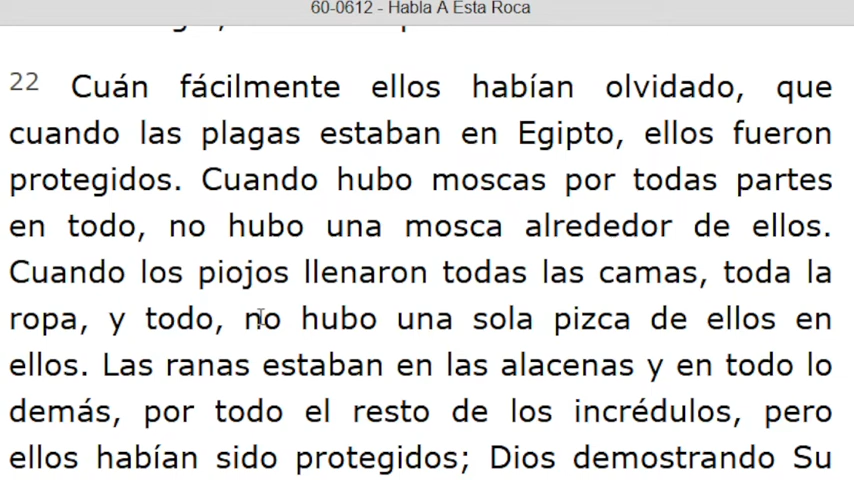 60-0612 - Habla A Esta Roca
22 Cuán fácilmente ellos habían olvidado, que
cuando las plagas estaban en Egipto, ellos fueron
protegidos. Cuando hubo moscas por todas partes
en todo, no hubo una mosca alrededor de ellos.
Cuando los piojos llenaron todas las camas, toda la
ropa, y todo, no hubo una sola pizca de ellos en
ellos. Las ranas estaban en las alacenas y en todo lo
demás, por todo el resto de los incrédulos, pero
ellos habían sido protegidos; Dios demostrando Su